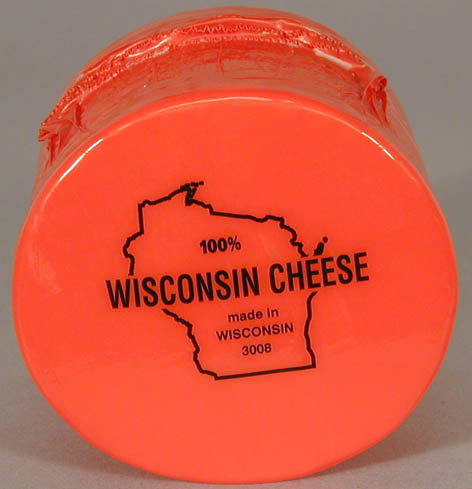 100%
WISCONSIN CHEESE
made in
WISCONSIN
3008